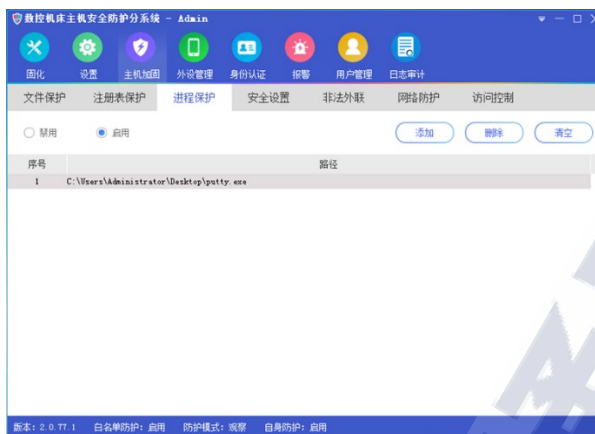 数控机床主机安全防护分系统 - Admin
固化 设置 主机加固 外设管理 身份认证 报警 用户管理 日志审计
文件保护 注册表保护 进程保护 安全设置 非法外联 网络防护 访问控制
禁用 启用 添加 删除 清空
序号 路径
1 C:\Users\Administrator\Desktop\putty.exe
版本: 2.0.77.1 白名单防护: 启用 防护模式: 观察 自身防护: 启用